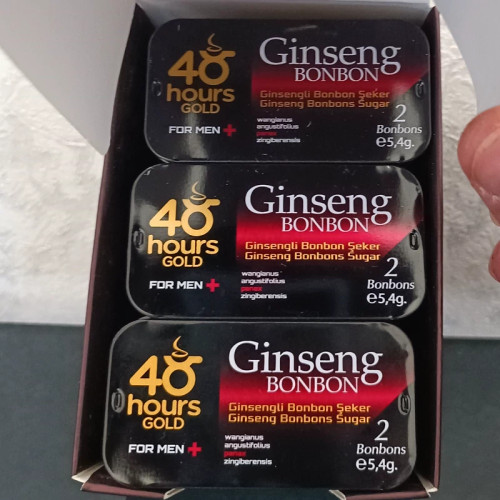 48 hours GOLD
FOR MEN +
Ginseng
BONBON
Ginsengli Bonbon Şeker
Ginseng Bonbons Sugar
wangianus
angustifolius
panax
zingiberensis
2
Bonbons
e5,4g.
48 hours GOLD
FOR MEN +
Ginseng
BONBON
Ginsengli Bonbon Şeker
Ginseng Bonbons Sugar
wangianus
angustifolius
panax
zingiberensis
2
Bonbons
e5,4g.
48 hours GOLD
FOR MEN +
Ginseng
BONBON
Ginsengli Bonbon Şeker
Ginseng Bonbons Sugar
wangianus
angustifolius
panax
zingiberensis
2
Bonbons
e5,4g.